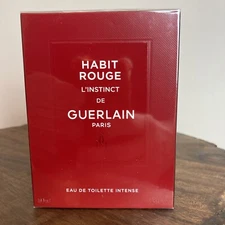 HABIT
ROUGE
L'INSTINCT
DE
GUERLAIN
PARIS
EAU DE TOILETTE INTENSE